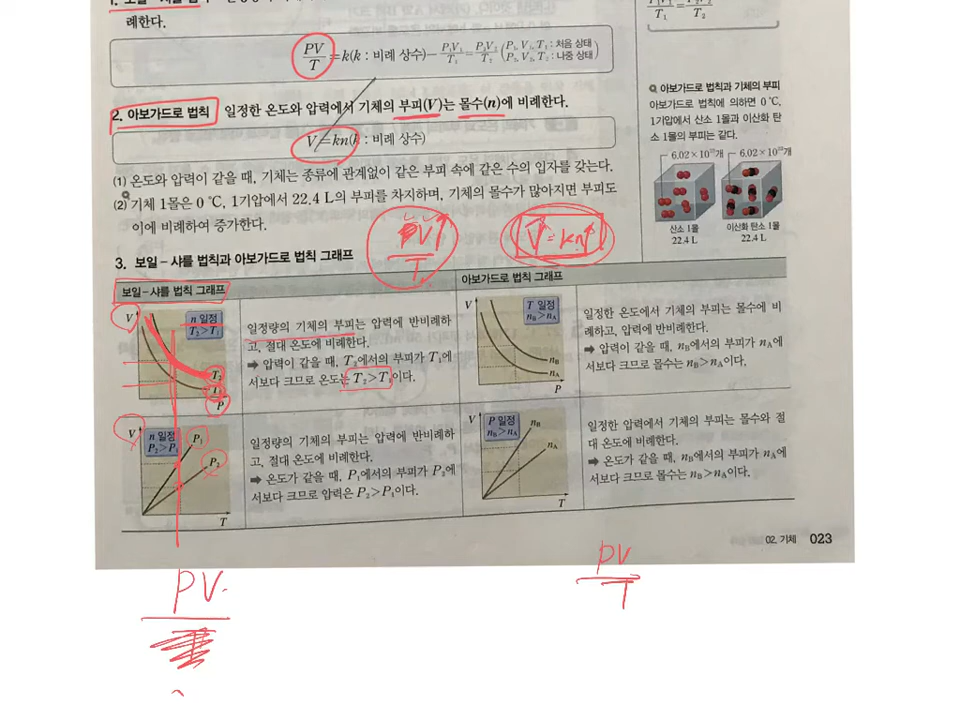 례한다.
PV/T=k(k : 비례 상수)-P₁V₁/T₁=P₂V₂/T₂ (P₁, V₁, T₁ : 처음 상태
P₂, V₂, T₂ : 나중 상태)
2. 아보가드로 법칙 일정한 온도와 압력에서 기체의 부피(V)는 몰수(n)에 비례한다.
V=kn(k : 비례 상수)
(1) 온도와 압력이 같을 때, 기체는 종류에 관계없이 같은 부피 속에 같은 수의 입자를 갖는다.
(2) 기체 1몰은 0 ℃, 1기압에서 22.4 L의 부피를 차지하며, 기체의 몰수가 많아지면 부피도
이에 비례하여 증가한다.
PV/T
V=kn
아보가드로 법칙과 기체의 부피
아보가드로 법칙에 의하면 0 ℃,
1기압에서 산소 1몰과 이산화 탄
소 1몰의 부피는 같다.
6.02×10²³개 6.02×10²³개
산소 1몰 이산화 탄소 1몰
22.4 L 22.4 L
3. 보일-샤를 법칙과 아보가드로 법칙 그래프
보일-샤를 법칙 그래프 아보가드로 법칙 그래프
V
n 일정
T₂>T₁
T₂
P
일정량의 기체의 부피는 압력에 반비례하
고, 절대 온도에 비례한다.
➡ 압력이 같을 때, T₂에서의 부피가 T₁에
서보다 크므로 온도는 T₂>T₁이다.
V
T 일정
nB>nA
nB
nA
P
일정한 온도에서 기체의 부피는 몰수에 비
례하고, 압력에 반비례한다.
➡ 압력이 같을 때, nB에서의 부피가 nA에
서보다 크므로 몰수는 nB>nA이다.
V
n 일정
P₂>P₁
P₁
P₂
T
일정량의 기체의 부피는 압력에 반비례하
고, 절대 온도에 비례한다.
➡ 온도가 같을 때, P₁에서의 부피가 P₂에
서보다 크므로 압력은 P₂>P₁이다.
V
P 일정
nB>nA
nB
nA
T
일정한 압력에서 기체의 부피는 몰수와 절
대 온도에 비례한다.
➡ 온도가 같을 때, nB에서의 부피가 nA에
서보다 크므로 몰수는 nB>nA이다.
02. 기체 023
PV
PV/T